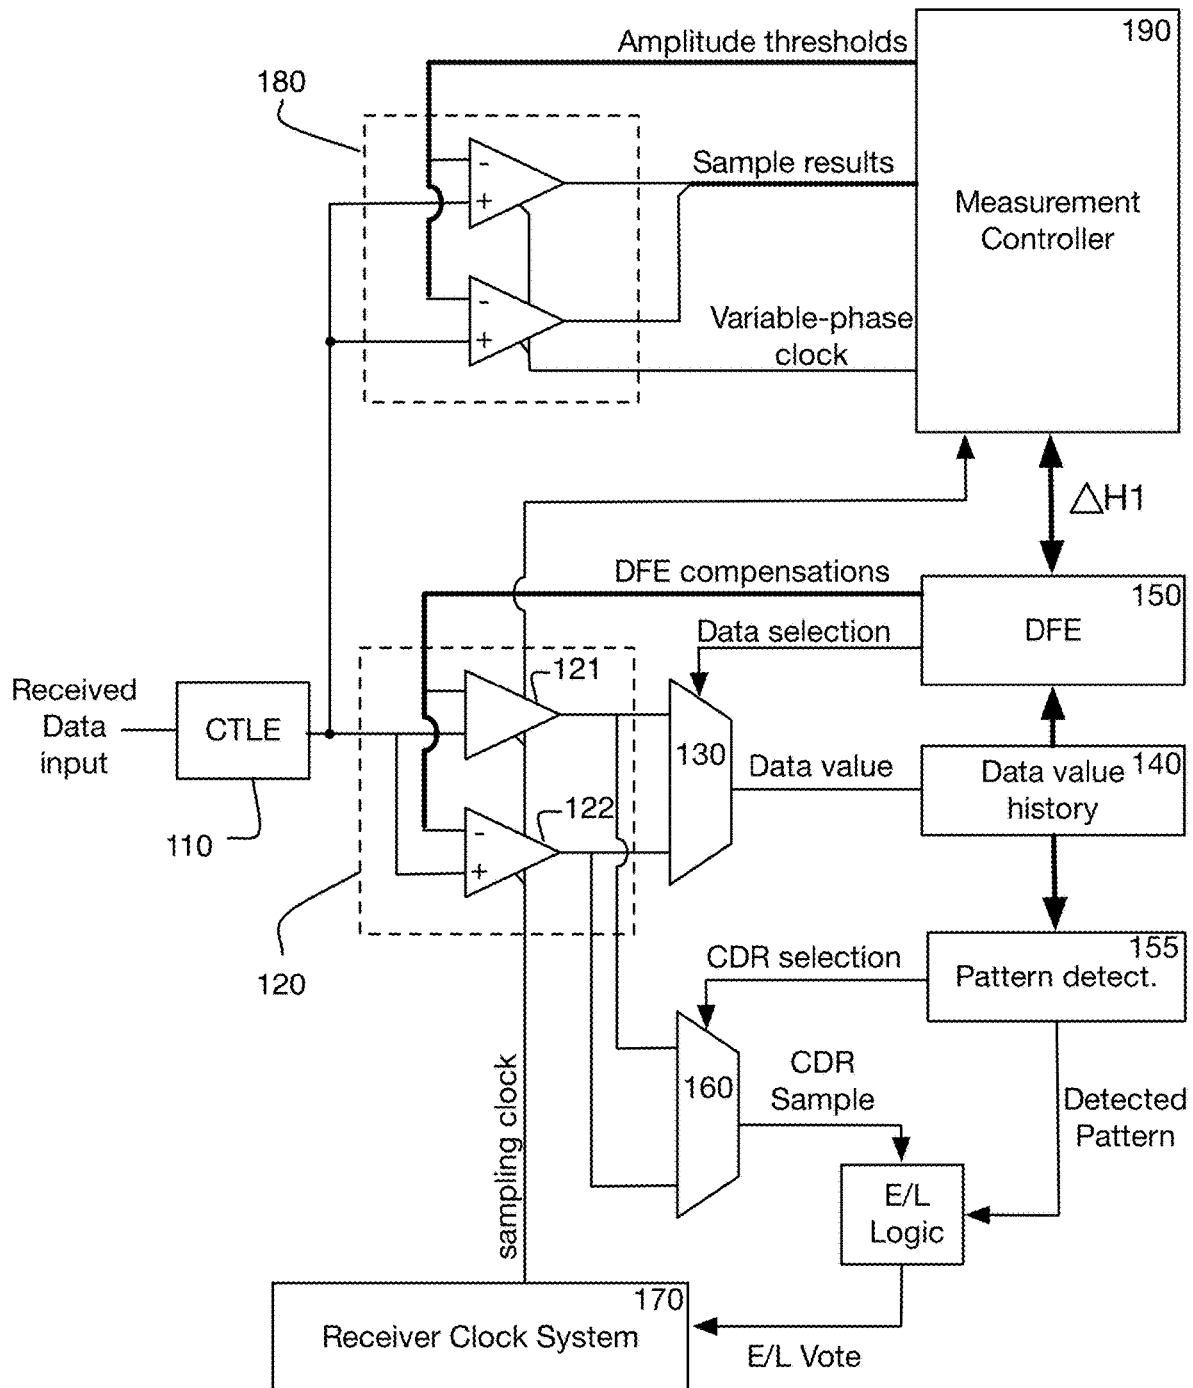 190
Amplitude thresholds
180
-
Sample results
+
Measurement
Controller
-
+
Variable-phase
clock
△H1
DFE compensations
150
DFE
Data selection
121
Received
Data
input
CTLE
130
Data value
140
Data value
history
122
-
+
110
120
CDR selection
155
Pattern detect.
sampling clock
160
CDR
Sample
Detected
Pattern
E/L
Logic
170
Receiver Clock System
E/L Vote